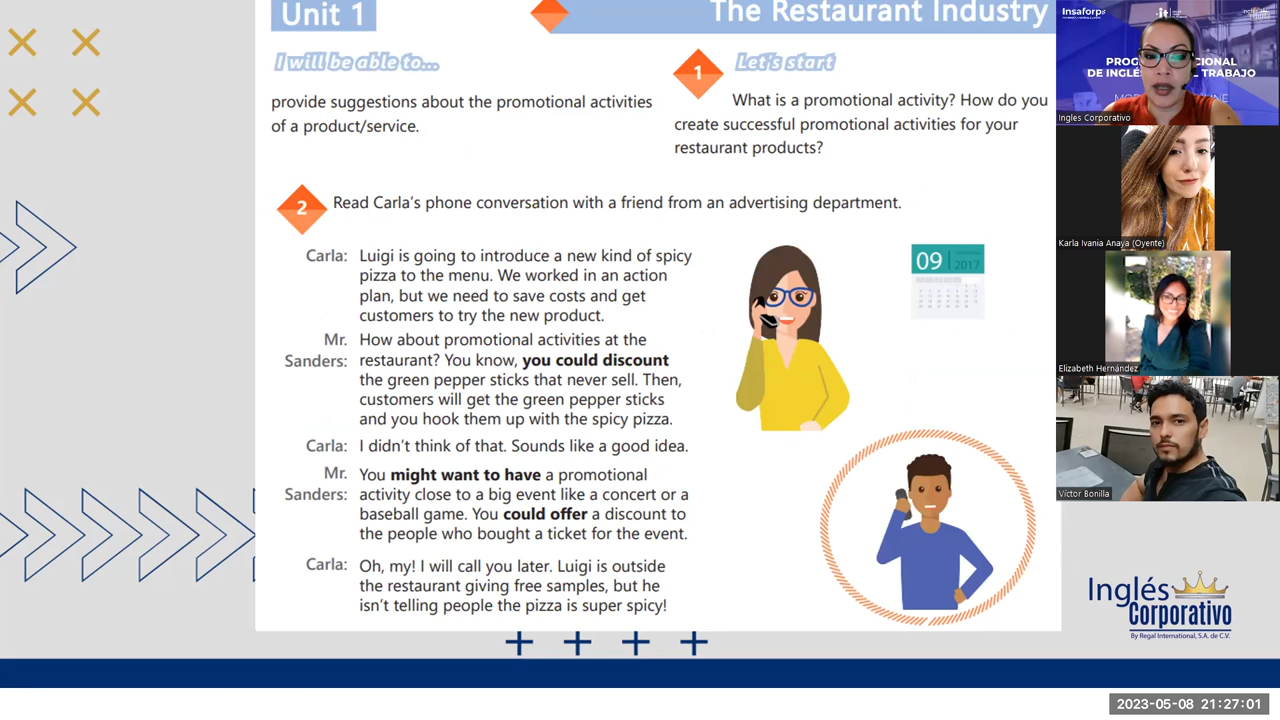 Unit 1
The Restaurant Industry
I will be able to...
provide suggestions about the promotional activities
of a product/service.
1
Let's start
What is a promotional activity? How do you
create successful promotional activities for your
restaurant products?
2
Read Carla's phone conversation with a friend from an advertising department.
Carla: Luigi is going to introduce a new kind of spicy
pizza to the menu. We worked in an action
plan, but we need to save costs and get
customers to try the new product.
Mr. Sanders: How about promotional activities at the
restaurant? You know, you could discount
the green pepper sticks that never sell. Then,
customers will get the green pepper sticks
and you hook them up with the spicy pizza.
Carla: I didn't think of that. Sounds like a good idea.
Mr. Sanders: You might want to have a promotional
activity close to a big event like a concert or a
baseball game. You could offer a discount to
the people who bought a ticket for the event.
Carla: Oh, my! I will call you later. Luigi is outside
the restaurant giving free samples, but he
isn't telling people the pizza is super spicy!
09
2017
Insaforp
it
Ingles Corporativo
Karla Ivania Anaya (Oyente)
Elizabeth Hernández
Víctor Bonilla
Inglés
Corporativo
By Regal International, S.A. de C.V.
2023-05-08 21:27:01